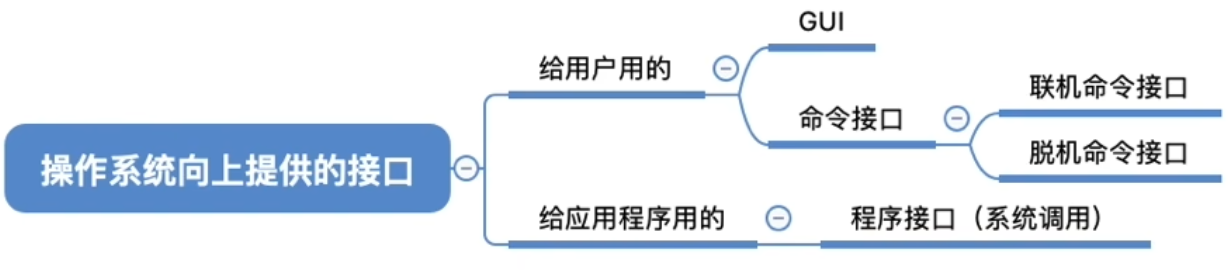 操作系统向上提供的接口
给用户用的
GUI
命令接口
联机命令接口
脱机命令接口
给应用程序用的
程序接口（系统调用）